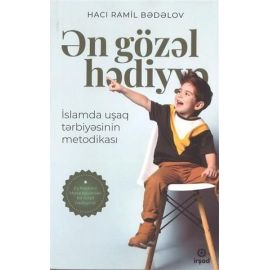 HACI RAMİL BƏDƏLOV
Ən gözəl
hədiyyə
İslamda uşaq
tərbiyəsinin
metodikası
irşad